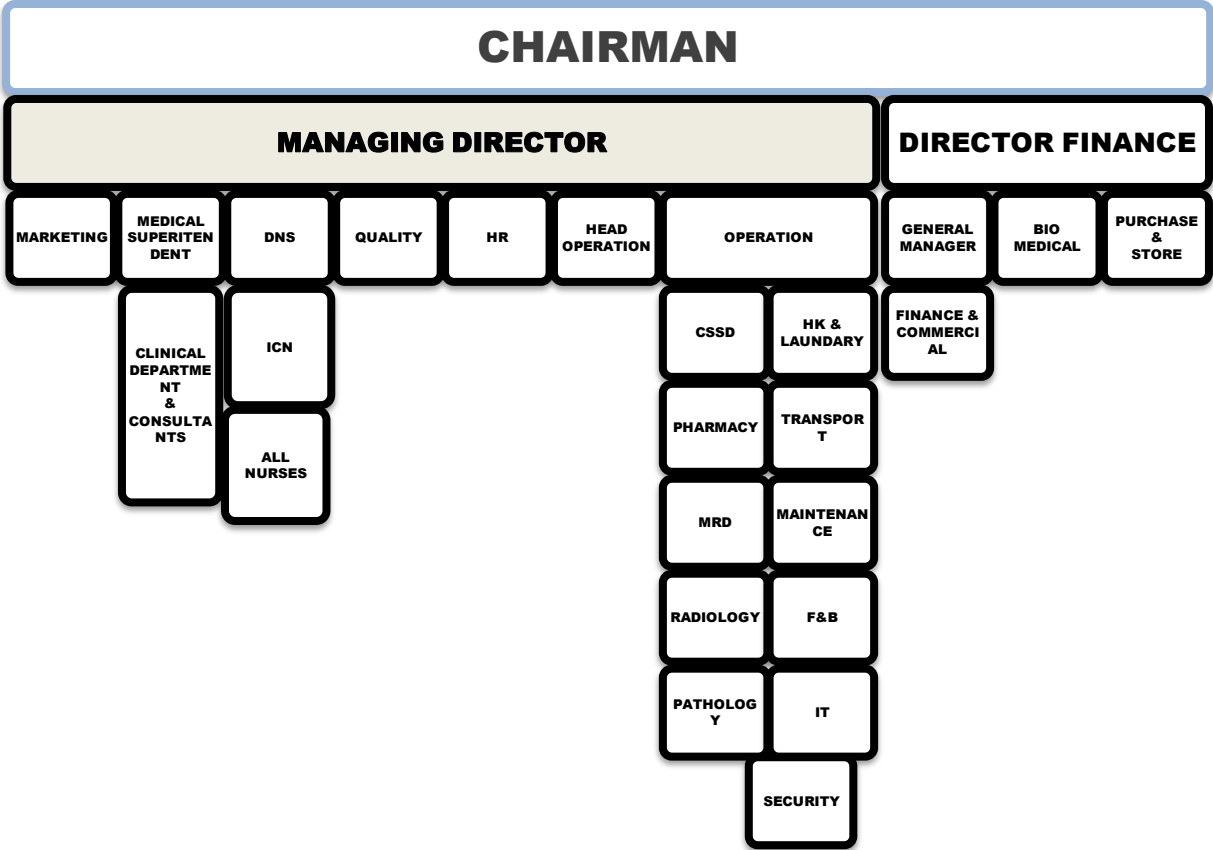 CHAIRMAN
MANAGING DIRECTOR
DIRECTOR FINANCE
MARKETING
MEDICAL
SUPERITEN
DENT
DNS
QUALITY
HR
HEAD
OPERATION
OPERATION
GENERAL
MANAGER
BIO
MEDICAL
PURCHASE
&
STORE
CLINICAL
DEPARTME
NT
&
CONSULTA
NTS
ICN
ALL
NURSES
CSSD
HK &
LAUNDARY
FINANCE &
COMMERCI
AL
PHARMACY
TRANSPOR
T
MRD
MAINTENAN
CE
RADIOLOGY
F&B
PATHOLOG
Y
IT
SECURITY